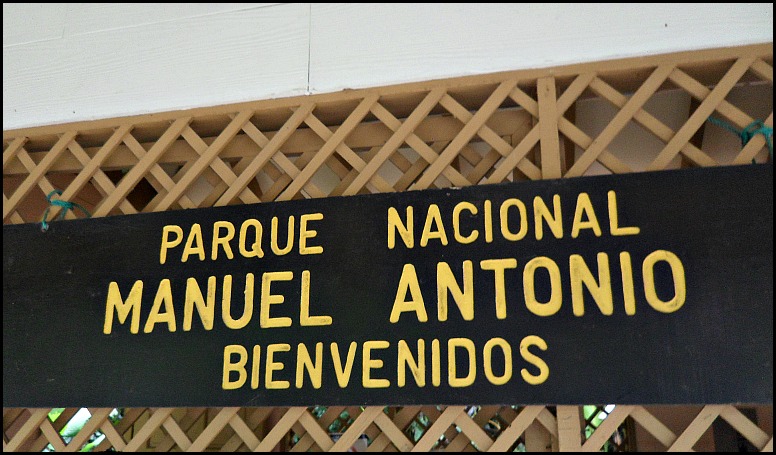 PARQUE NACIONAL
MANUEL ANTONIO
BIENVENIDOS